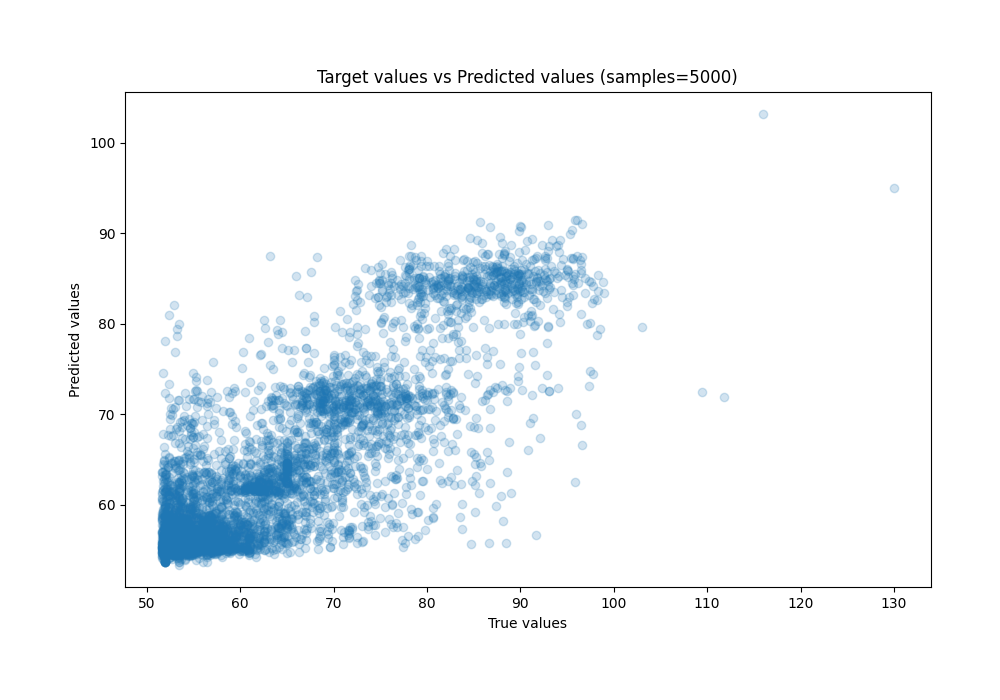 Target values vs Predicted values (samples=5000)
Predicted values
100
90
80
70
60
50 60 70 80 90 100 110 120 130
True values